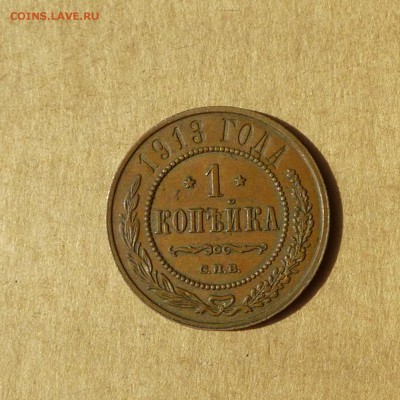 COINS.LAVE.RU
1913 ГОДА
* 1 *
КОПѢЙКА
С.П.Б.